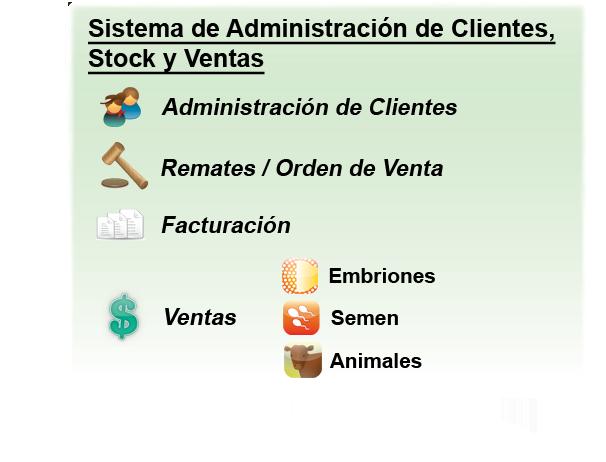 Sistema de Administración de Clientes,
Stock y Ventas
Administración de Clientes
Remates / Orden de Venta
Facturación
Ventas
Embriones
Semen
Animales